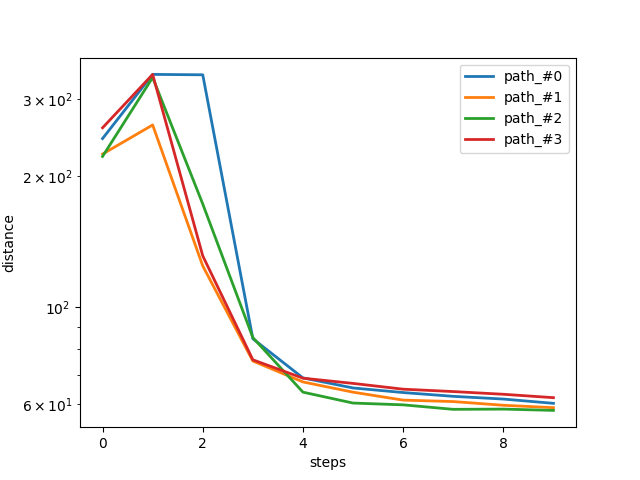 path_#0
path_#1
path_#2
path_#3
3 × 10²
2 × 10²
10²
6 × 10¹
distance
0 2 4 6 8
steps